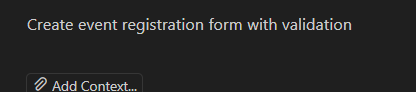 Create event registration form with validation
Add Context...